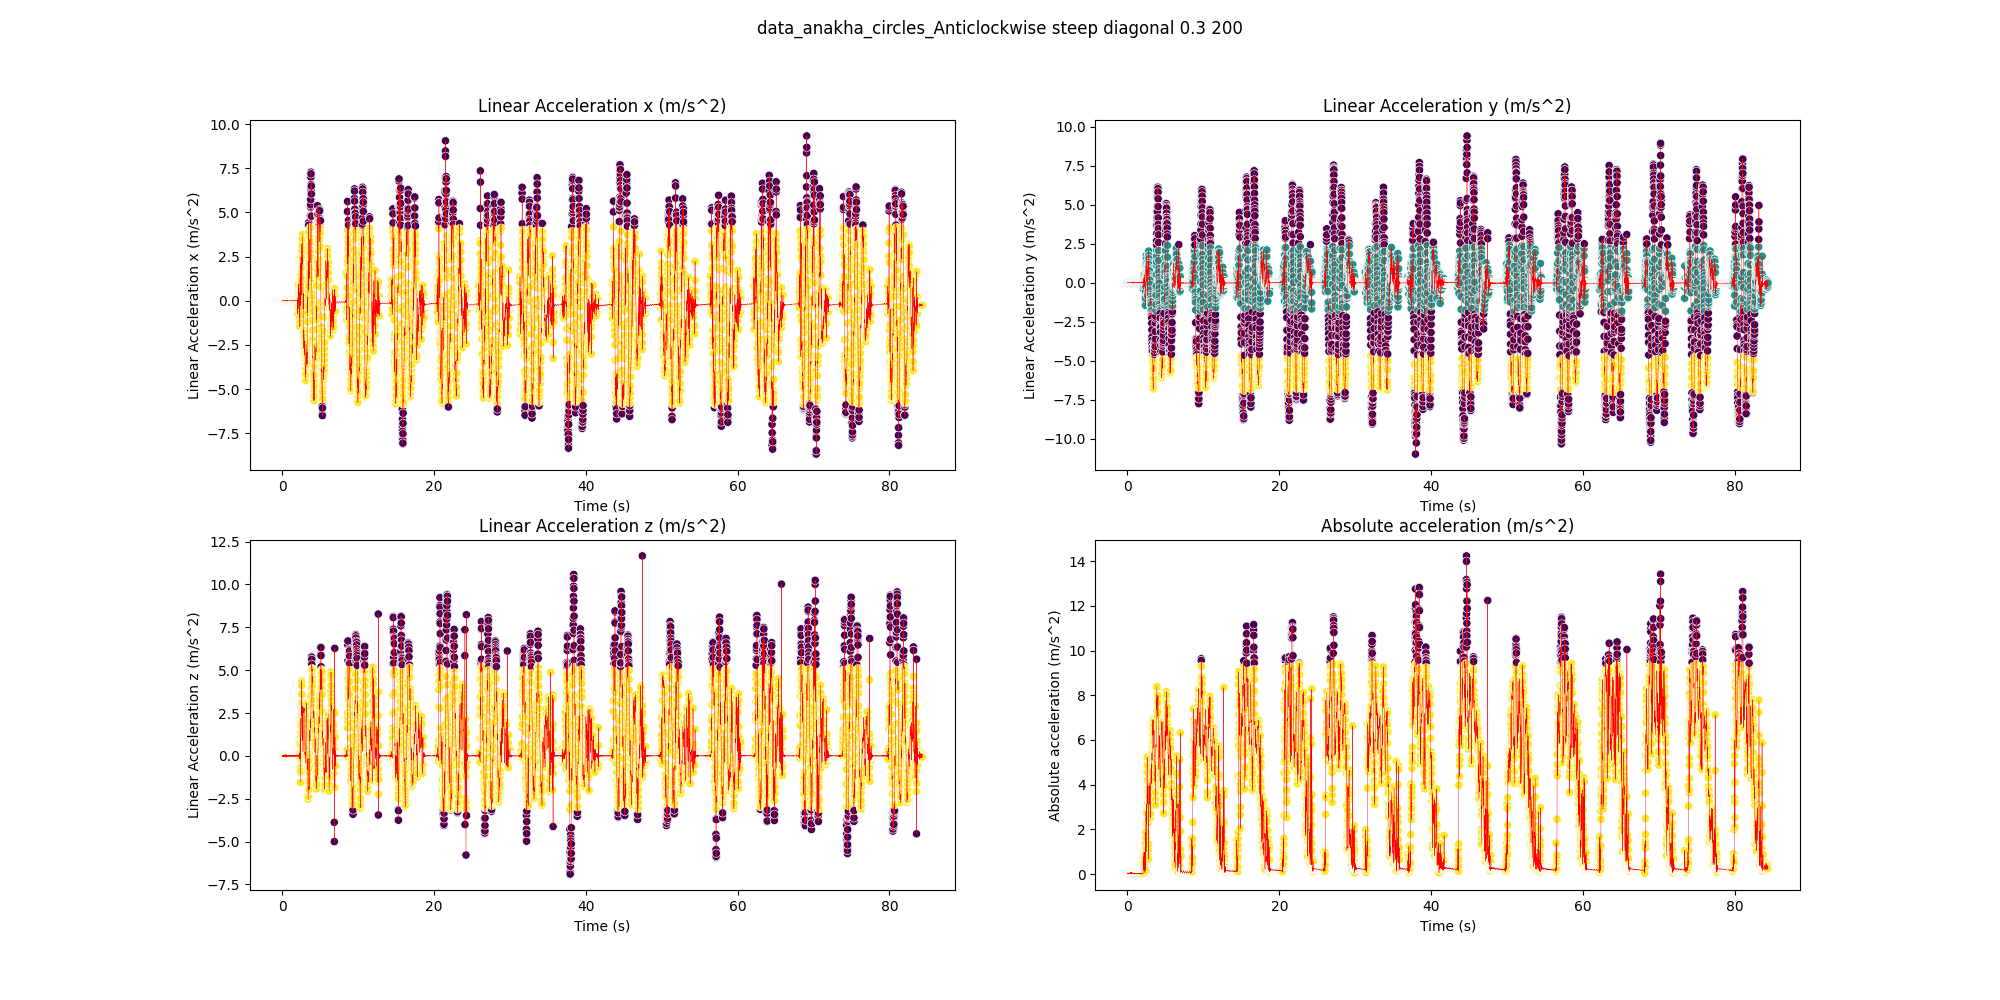 data_anakha_circles_Anticlockwise steep diagonal 0.3 200
Linear Acceleration x (m/s^2)
Linear Acceleration x (m/s^2)
10.0
7.5
5.0
2.5
0.0
−2.5
−5.0
−7.5
0 20 40 60 80
Time (s)
Linear Acceleration y (m/s^2)
Linear Acceleration y (m/s^2)
10.0
7.5
5.0
2.5
0.0
−2.5
−5.0
−7.5
−10.0
0 20 40 60 80
Time (s)
Linear Acceleration z (m/s^2)
Linear Acceleration z (m/s^2)
12.5
10.0
7.5
5.0
2.5
0.0
−2.5
−5.0
−7.5
0 20 40 60 80
Time (s)
Absolute acceleration (m/s^2)
Absolute acceleration (m/s^2)
14
12
10
8
6
4
2
0
0 20 40 60 80
Time (s)